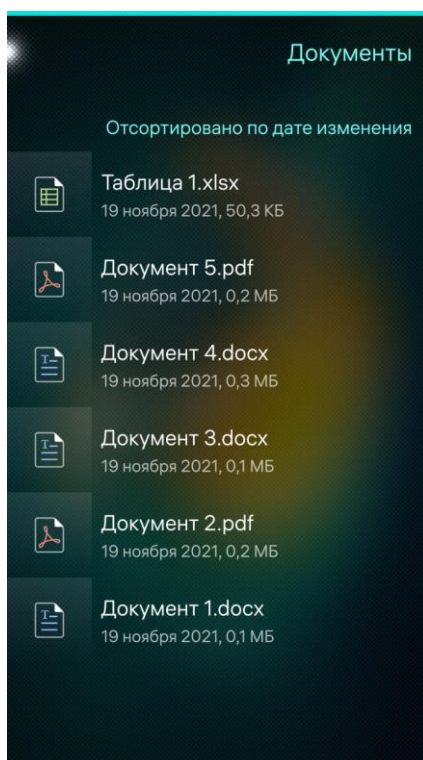 Документы
Отсортировано по дате изменения
Таблица 1.xlsx
19 ноября 2021, 50,3 КБ
Документ 5.pdf
19 ноября 2021, 0,2 МБ
Документ 4.docx
19 ноября 2021, 0,3 МБ
Документ 3.docx
19 ноября 2021, 0,1 МБ
Документ 2.pdf
19 ноября 2021, 0,2 МБ
Документ 1.docx
19 ноября 2021, 0,1 МБ